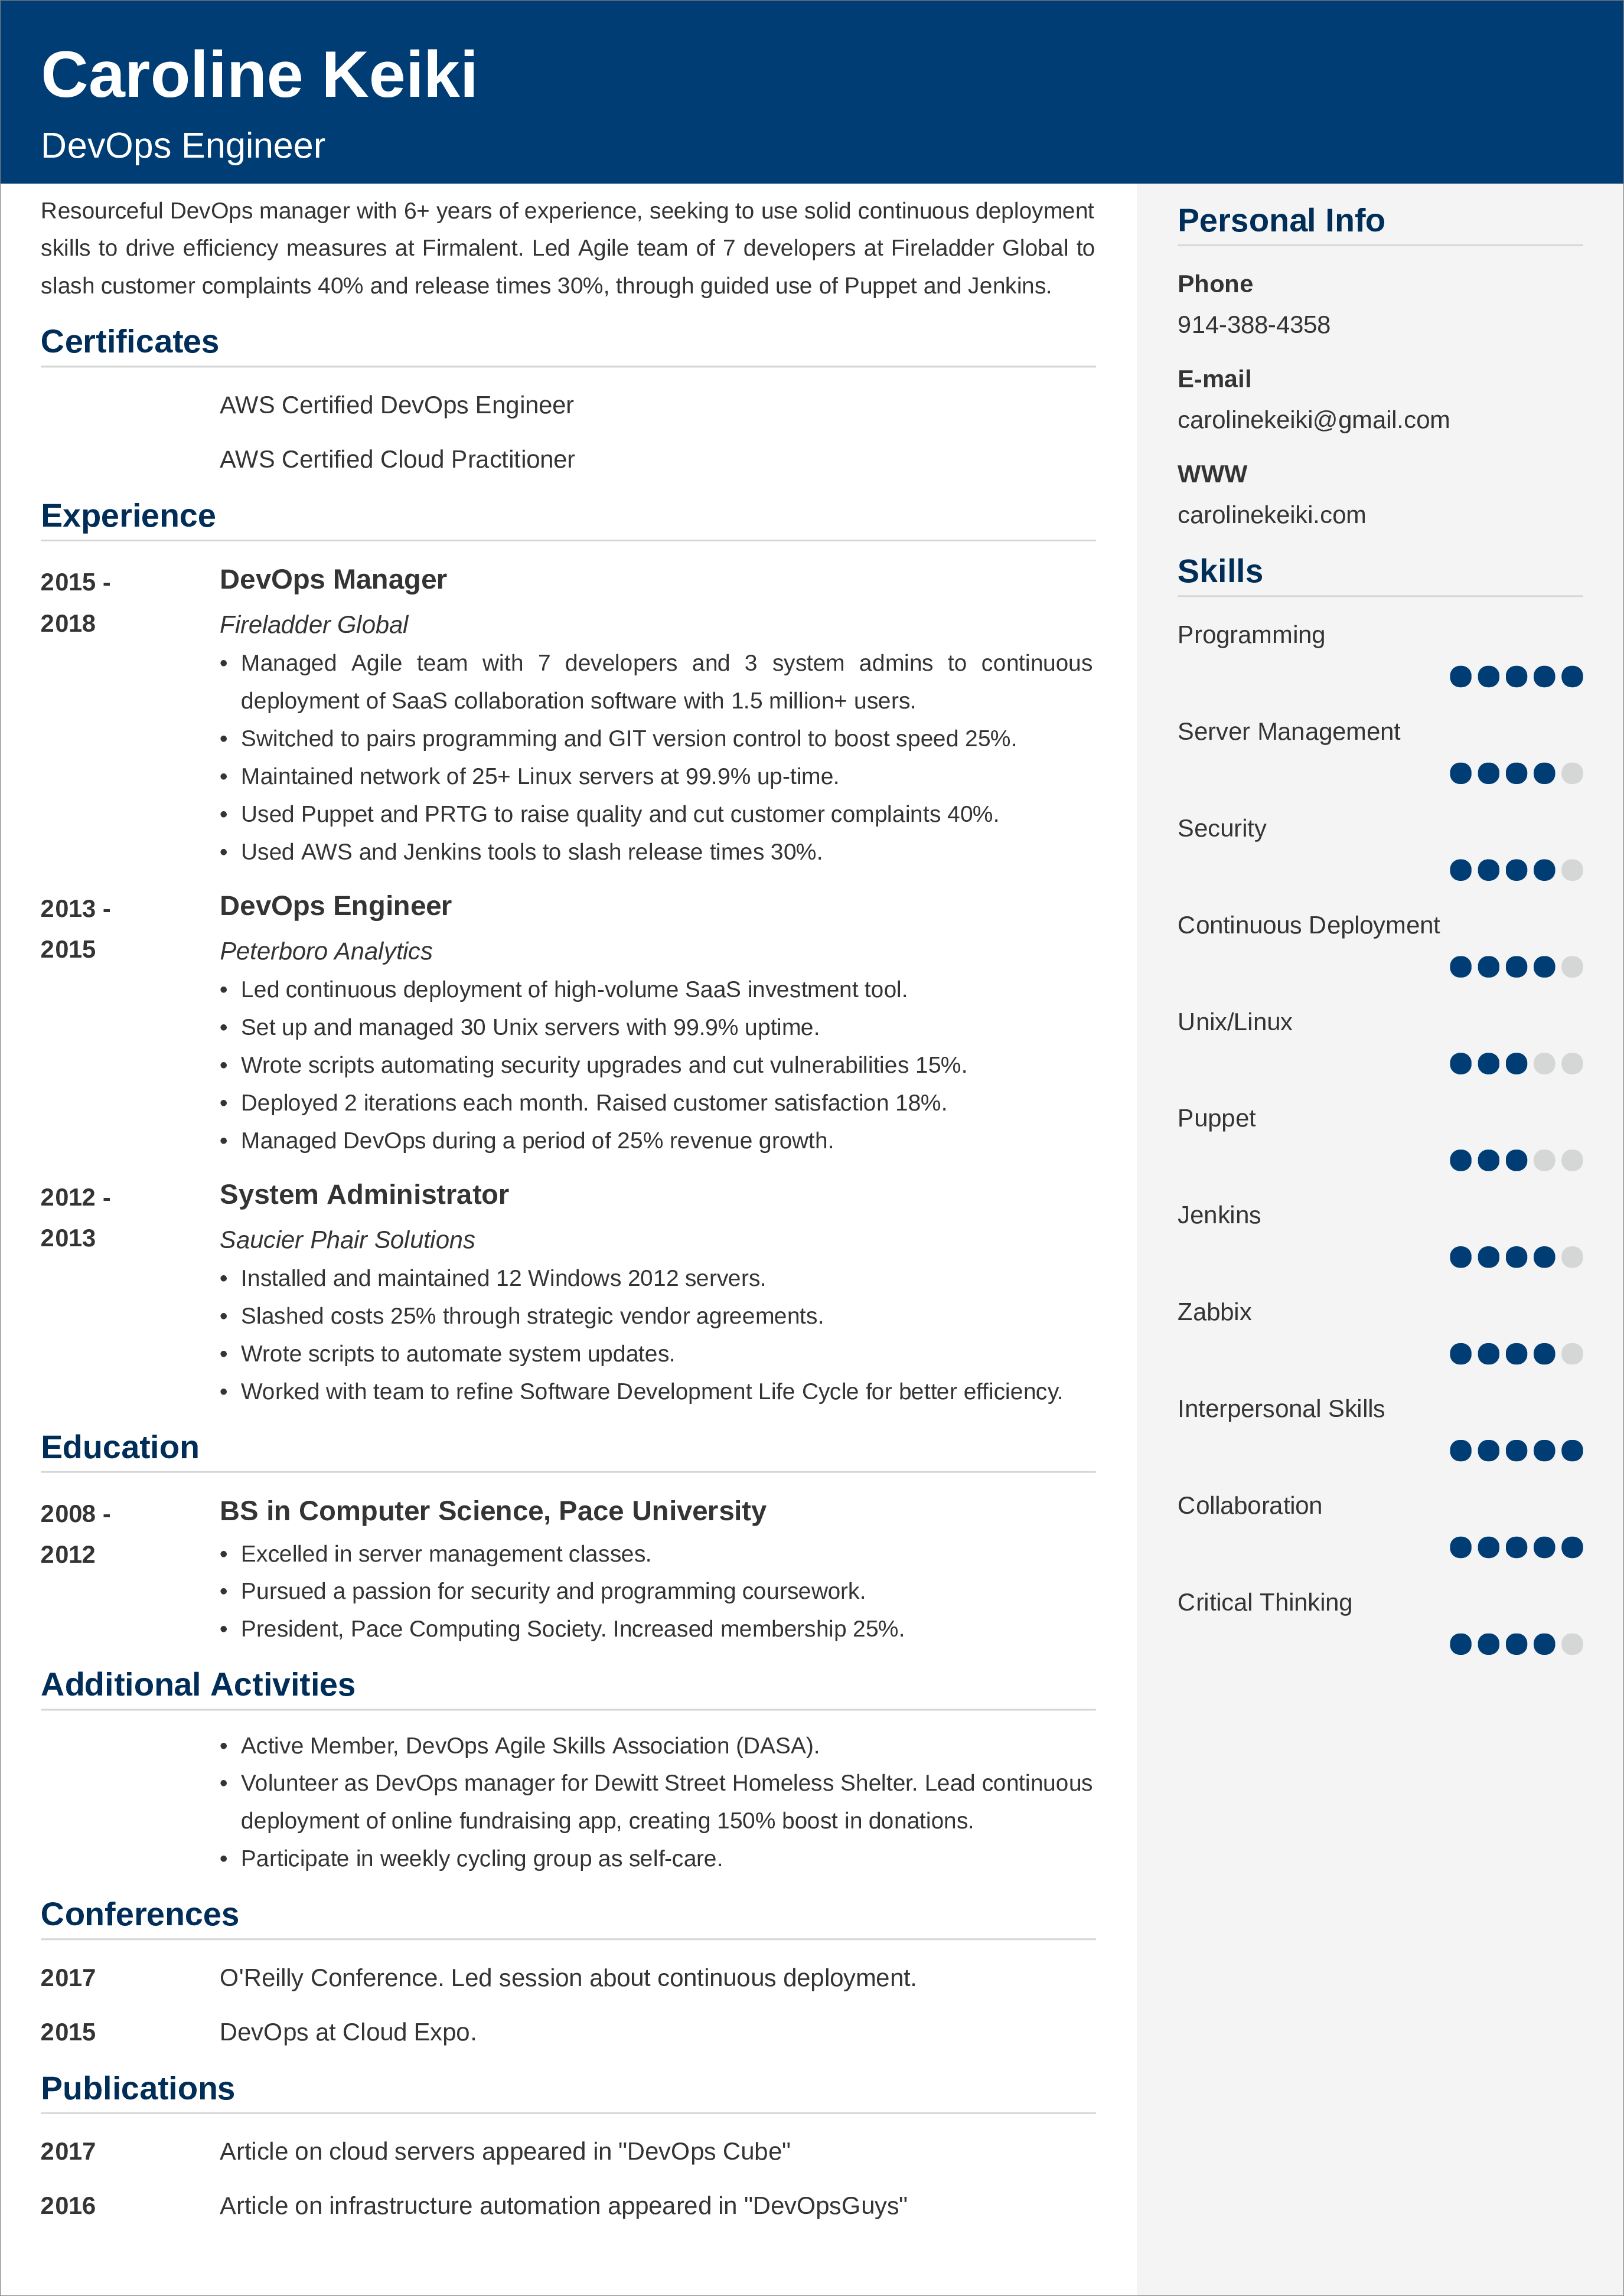 Caroline Keiki
DevOps Engineer
Resourceful DevOps manager with 6+ years of experience, seeking to use solid continuous deployment
skills to drive efficiency measures at Firmalent. Led Agile team of 7 developers at Fireladder Global to
slash customer complaints 40% and release times 30%, through guided use of Puppet and Jenkins.
Certificates
AWS Certified DevOps Engineer
AWS Certified Cloud Practitioner
Experience
2015 -
2018
DevOps Manager
Fireladder Global
• Managed Agile team with 7 developers and 3 system admins to continuous
deployment of SaaS collaboration software with 1.5 million+ users.
• Switched to pairs programming and GIT version control to boost speed 25%.
• Maintained network of 25+ Linux servers at 99.9% up-time.
• Used Puppet and PRTG to raise quality and cut customer complaints 40%.
• Used AWS and Jenkins tools to slash release times 30%.
2013 -
2015
DevOps Engineer
Peterboro Analytics
• Led continuous deployment of high-volume SaaS investment tool.
• Set up and managed 30 Unix servers with 99.9% uptime.
• Wrote scripts automating security upgrades and cut vulnerabilities 15%.
• Deployed 2 iterations each month. Raised customer satisfaction 18%.
• Managed DevOps during a period of 25% revenue growth.
2012 -
2013
System Administrator
Saucier Phair Solutions
• Installed and maintained 12 Windows 2012 servers.
• Slashed costs 25% through strategic vendor agreements.
• Wrote scripts to automate system updates.
• Worked with team to refine Software Development Life Cycle for better efficiency.
Education
2008 -
2012
BS in Computer Science, Pace University
• Excelled in server management classes.
• Pursued a passion for security and programming coursework.
• President, Pace Computing Society. Increased membership 25%.
Additional Activities
• Active Member, DevOps Agile Skills Association (DASA).
• Volunteer as DevOps manager for Dewitt Street Homeless Shelter. Lead continuous
deployment of online fundraising app, creating 150% boost in donations.
• Participate in weekly cycling group as self-care.
Conferences
2017
O'Reilly Conference. Led session about continuous deployment.
2015
DevOps at Cloud Expo.
Publications
2017
Article on cloud servers appeared in "DevOps Cube"
2016
Article on infrastructure automation appeared in "DevOpsGuys"
Personal Info
Phone
914-388-4358
E-mail
carolinekeiki@gmail.com
WWW
carolinekeiki.com
Skills
Programming
Server Management
Security
Continuous Deployment
Unix/Linux
Puppet
Jenkins
Zabbix
Interpersonal Skills
Collaboration
Critical Thinking